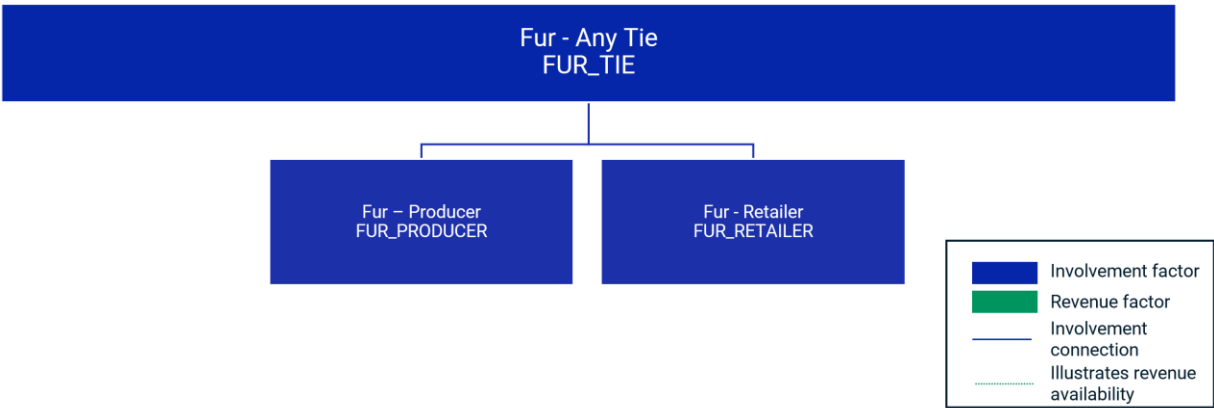 Fur - Any Tie
FUR_TIE
Fur – Producer
FUR_PRODUCER
Fur - Retailer
FUR_RETAILER
Involvement factor
Revenue factor
Involvement
connection
Illustrates revenue
availability